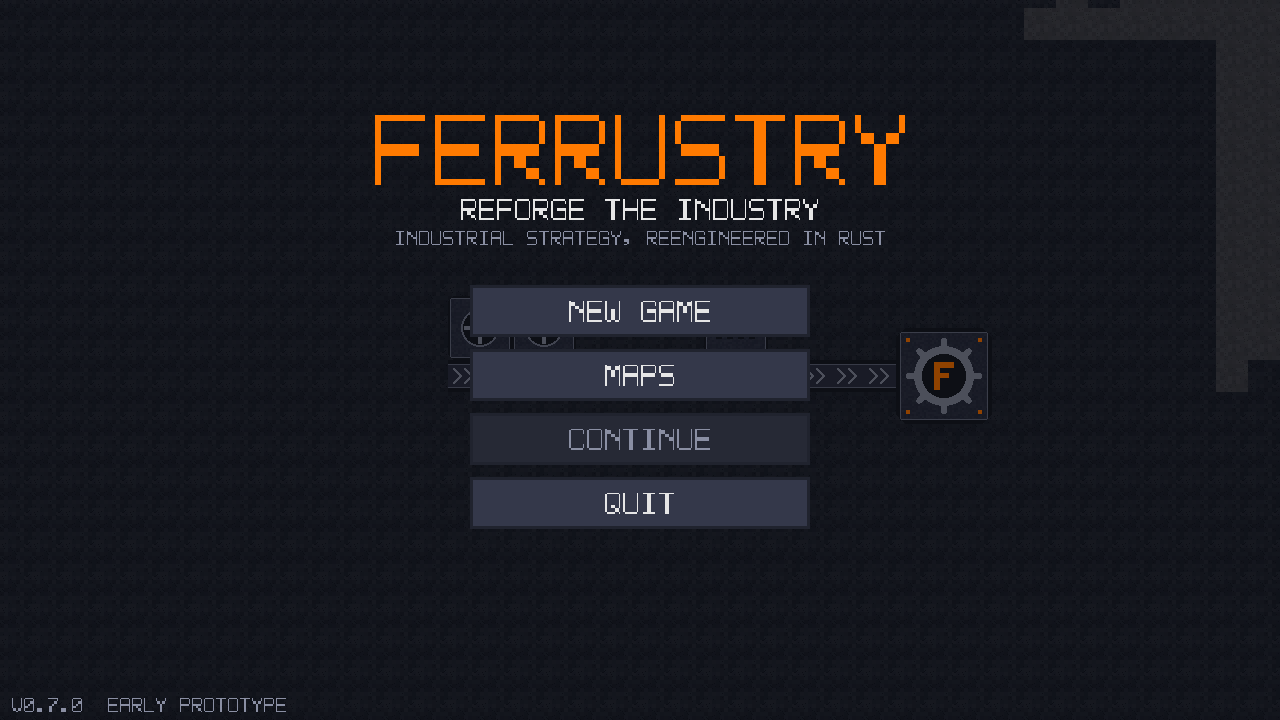 FERRUSTRY
REFORGE THE INDUSTRY
INDUSTRIAL STRATEGY, REENGINEERED IN RUST
NEW GAME
MAPS
F
CONTINUE
QUIT
V0.7.0 EARLY PROTOTYPE